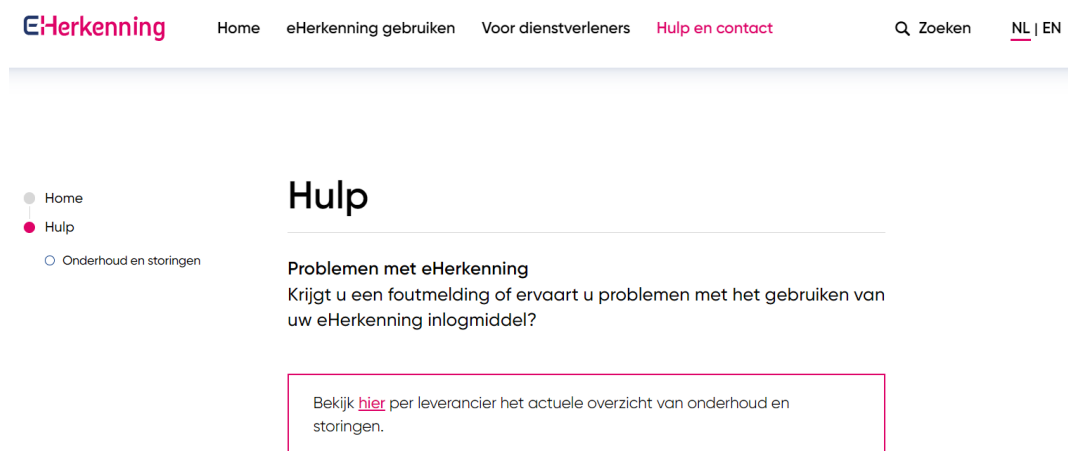 eHerkenning
Home eHerkenning gebruiken Voor dienstverleners Hulp en contact Zoeken NL | EN
Home
Hulp
Onderhoud en storingen
Hulp
Problemen met eHerkenning
Krijgt u een foutmelding of ervaart u problemen met het gebruiken van
uw eHerkenning inlogmiddel?
Bekijk hier per leverancier het actuele overzicht van onderhoud en
storingen.